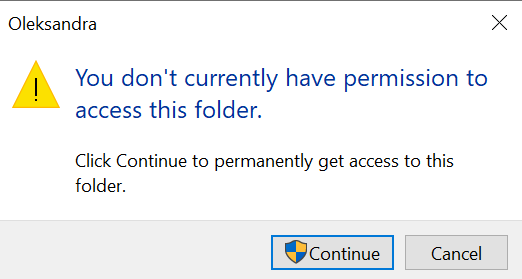 Oleksandra
You don't currently have permission to
access this folder.
Click Continue to permanently get access to this
folder.
Continue
Cancel